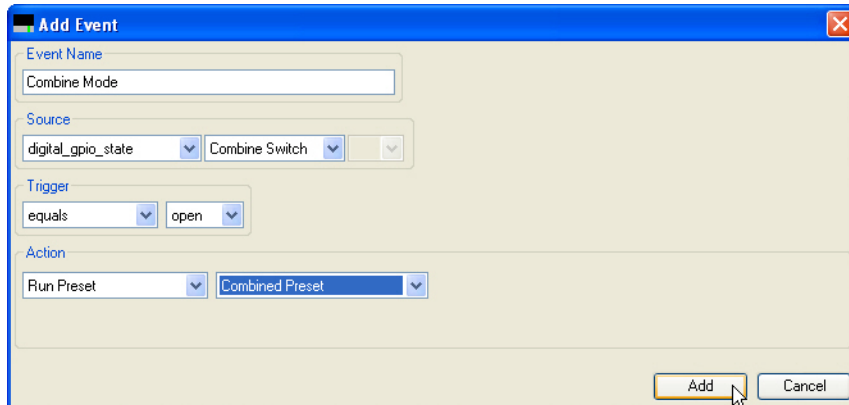 Add Event
Event Name
Combine Mode
Source
digital_gpio_state Combine Switch
Trigger
equals open
Action
Run Preset Combined Preset
Add Cancel